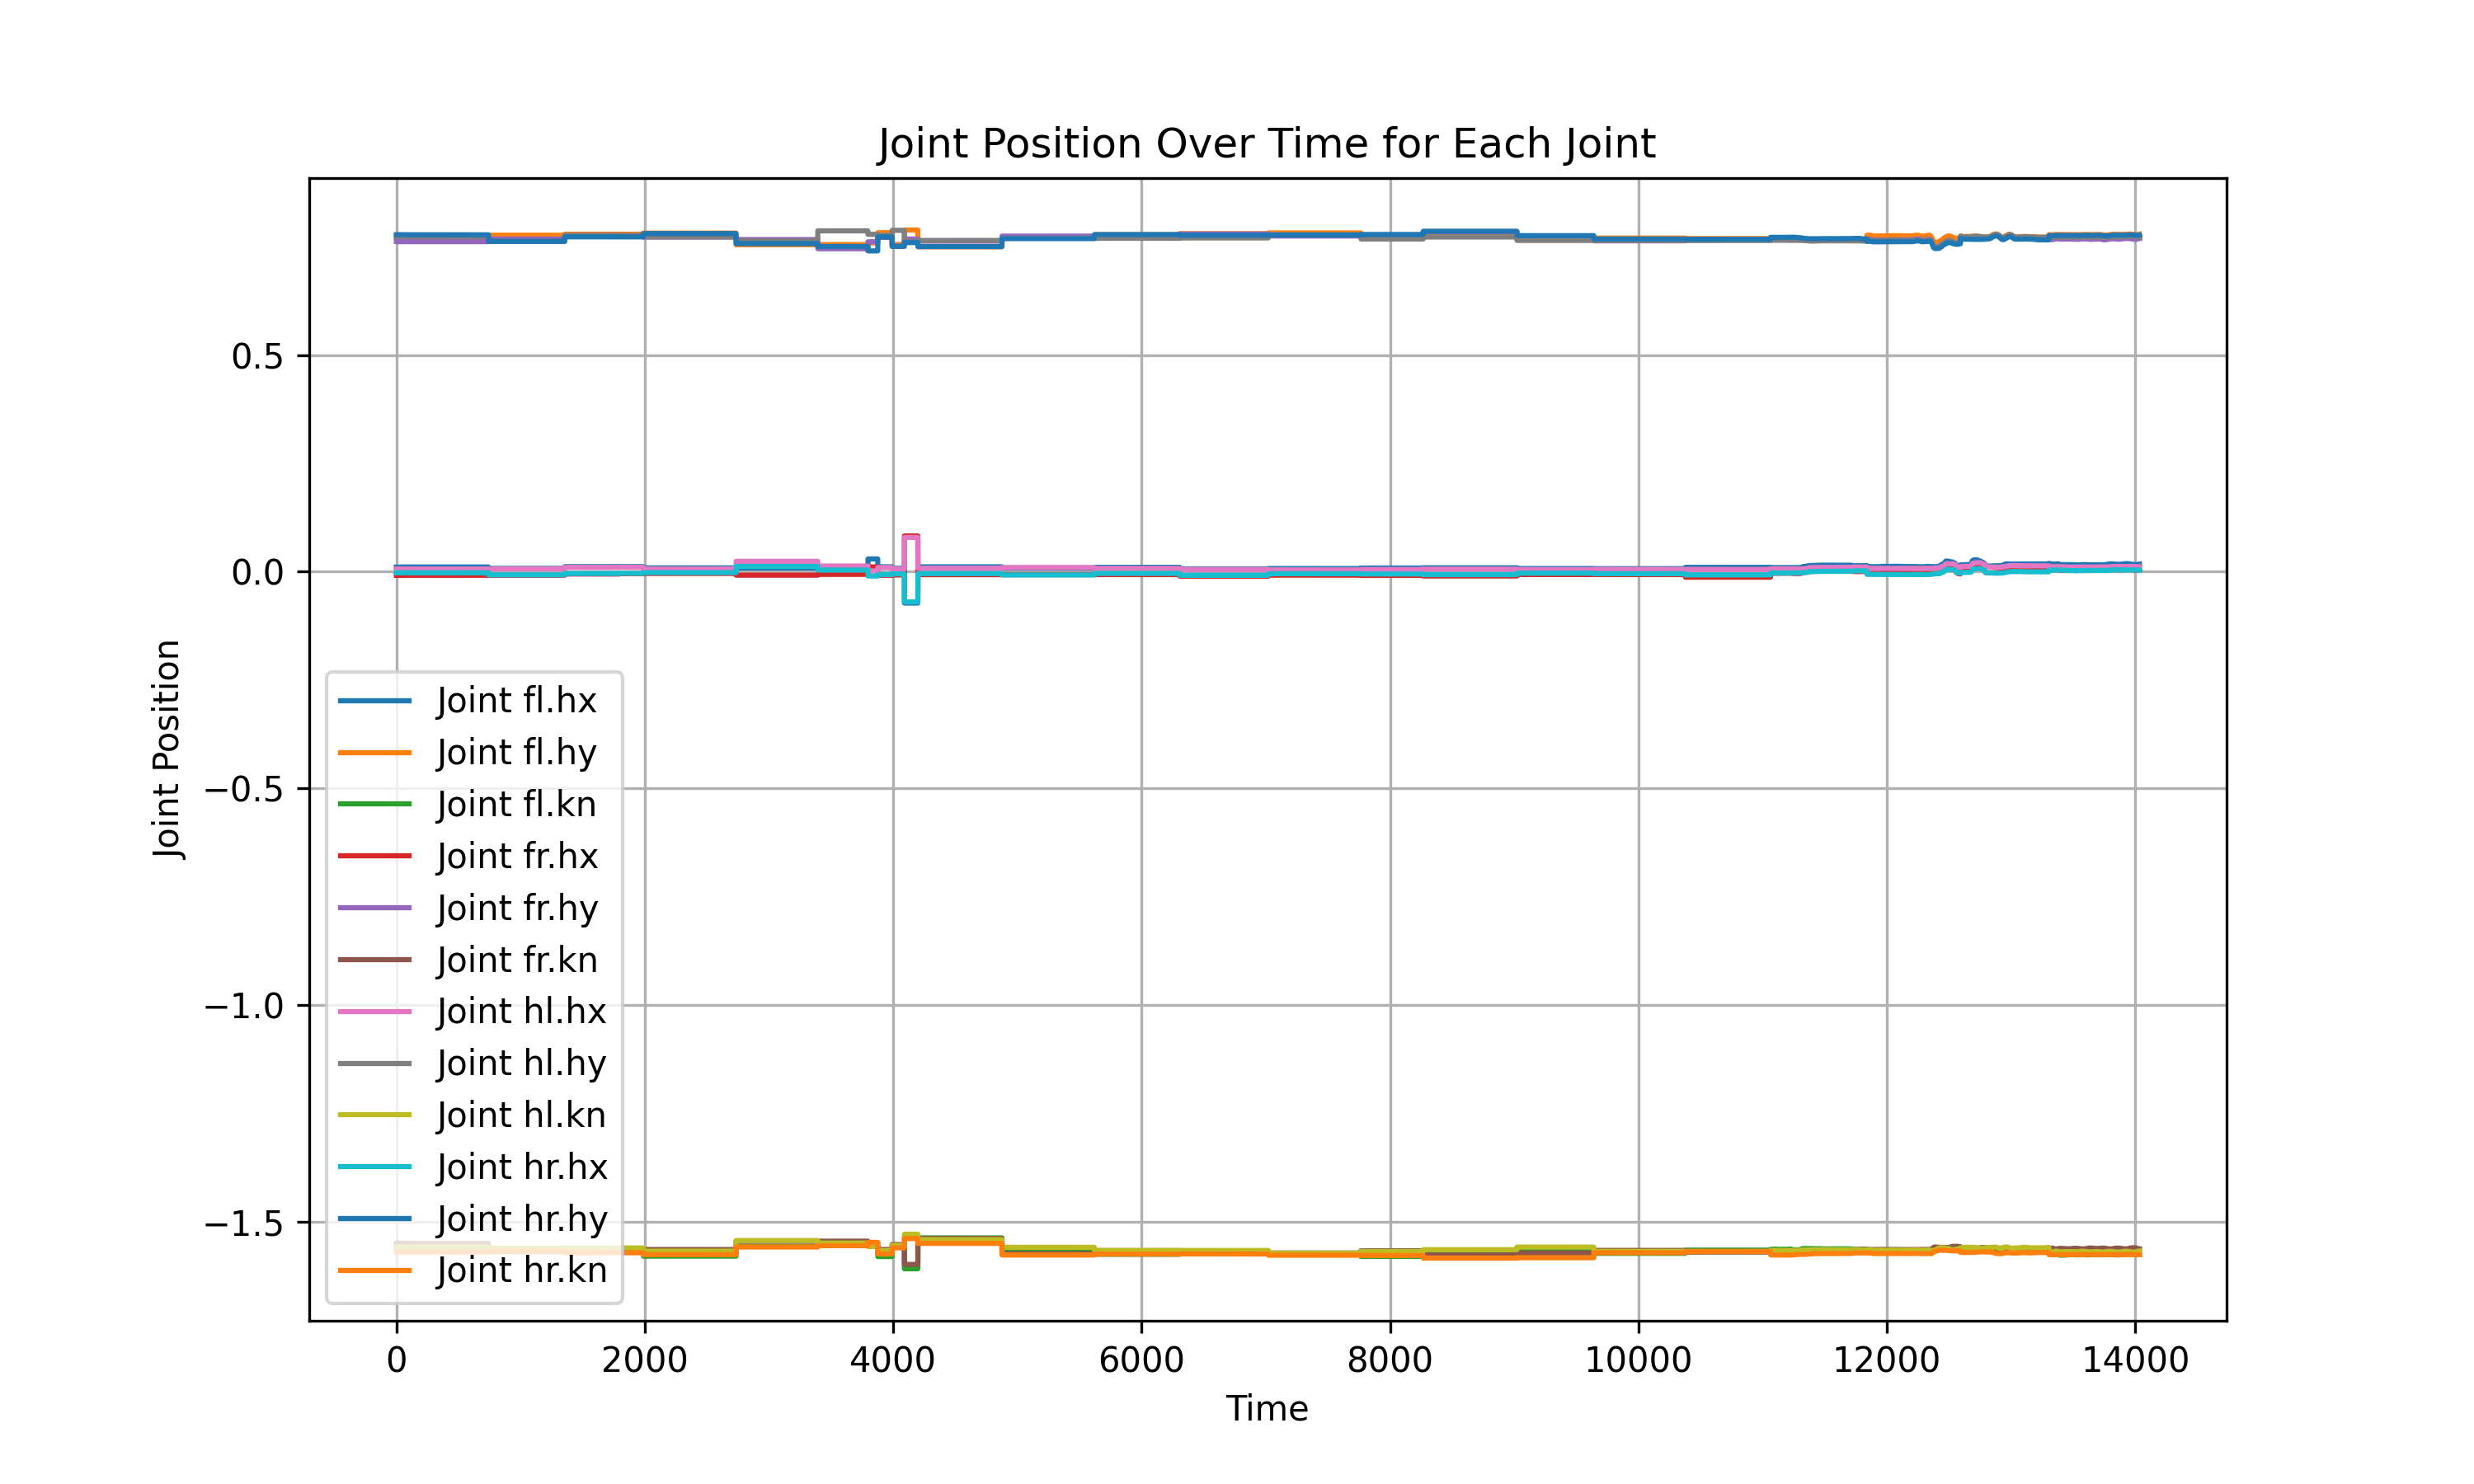 Joint Position Over Time for Each Joint
Joint Position
0.5
0.0
−0.5
−1.0
−1.5
Joint fl.hx
Joint fl.hy
Joint fl.kn
Joint fr.hx
Joint fr.hy
Joint fr.kn
Joint hl.hx
Joint hl.hy
Joint hl.kn
Joint hr.hx
Joint hr.hy
Joint hr.kn
0 2000 4000 6000 8000 10000 12000 14000
Time